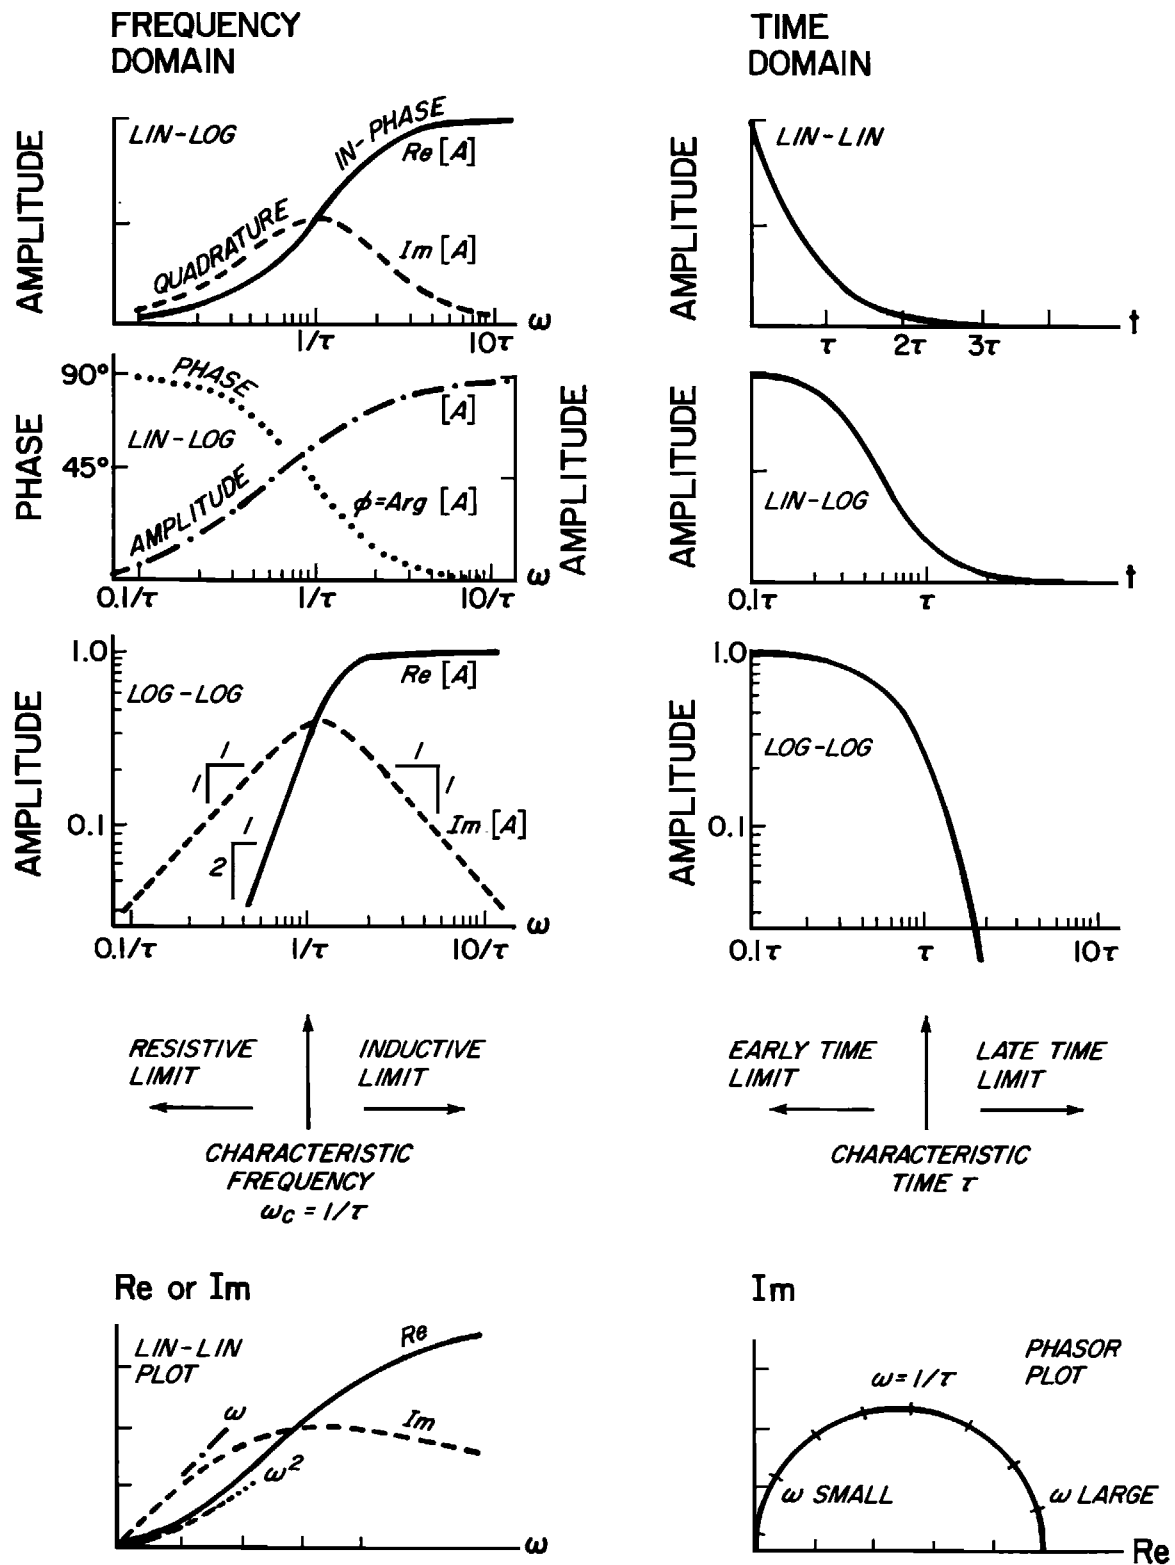 FREQUENCY
DOMAIN
AMPLITUDE
LIN-LOG
QUADRATURE
IN-PHASE
Re [A]
Im [A]
1/τ
10τ
ω
PHASE
90°
45°
LIN-LOG
PHASE
AMPLITUDE
[A]
ϕ=Arg [A]
AMPLITUDE
0.1/τ
1/τ
10/τ
ω
AMPLITUDE
1.0
0.1
LOG-LOG
Re [A]
Im [A]
1
1
2
1
1
1
0.1/τ
1/τ
10/τ
ω
RESISTIVE
LIMIT
INDUCTIVE
LIMIT
CHARACTERISTIC
FREQUENCY
ωc = 1/τ
Re or Im
LIN-LIN
PLOT
ω
Re
Im
ω²
ω
TIME
DOMAIN
AMPLITUDE
LIN-LIN
τ
2τ
3τ
t
AMPLITUDE
LIN-LOG
0.1τ
τ
t
AMPLITUDE
1.0
0.1
LOG-LOG
0.1τ
τ
10τ
EARLY TIME
LIMIT
LATE TIME
LIMIT
CHARACTERISTIC
TIME τ
Im
PHASOR
PLOT
ω=1/τ
ω SMALL
ω LARGE
Re